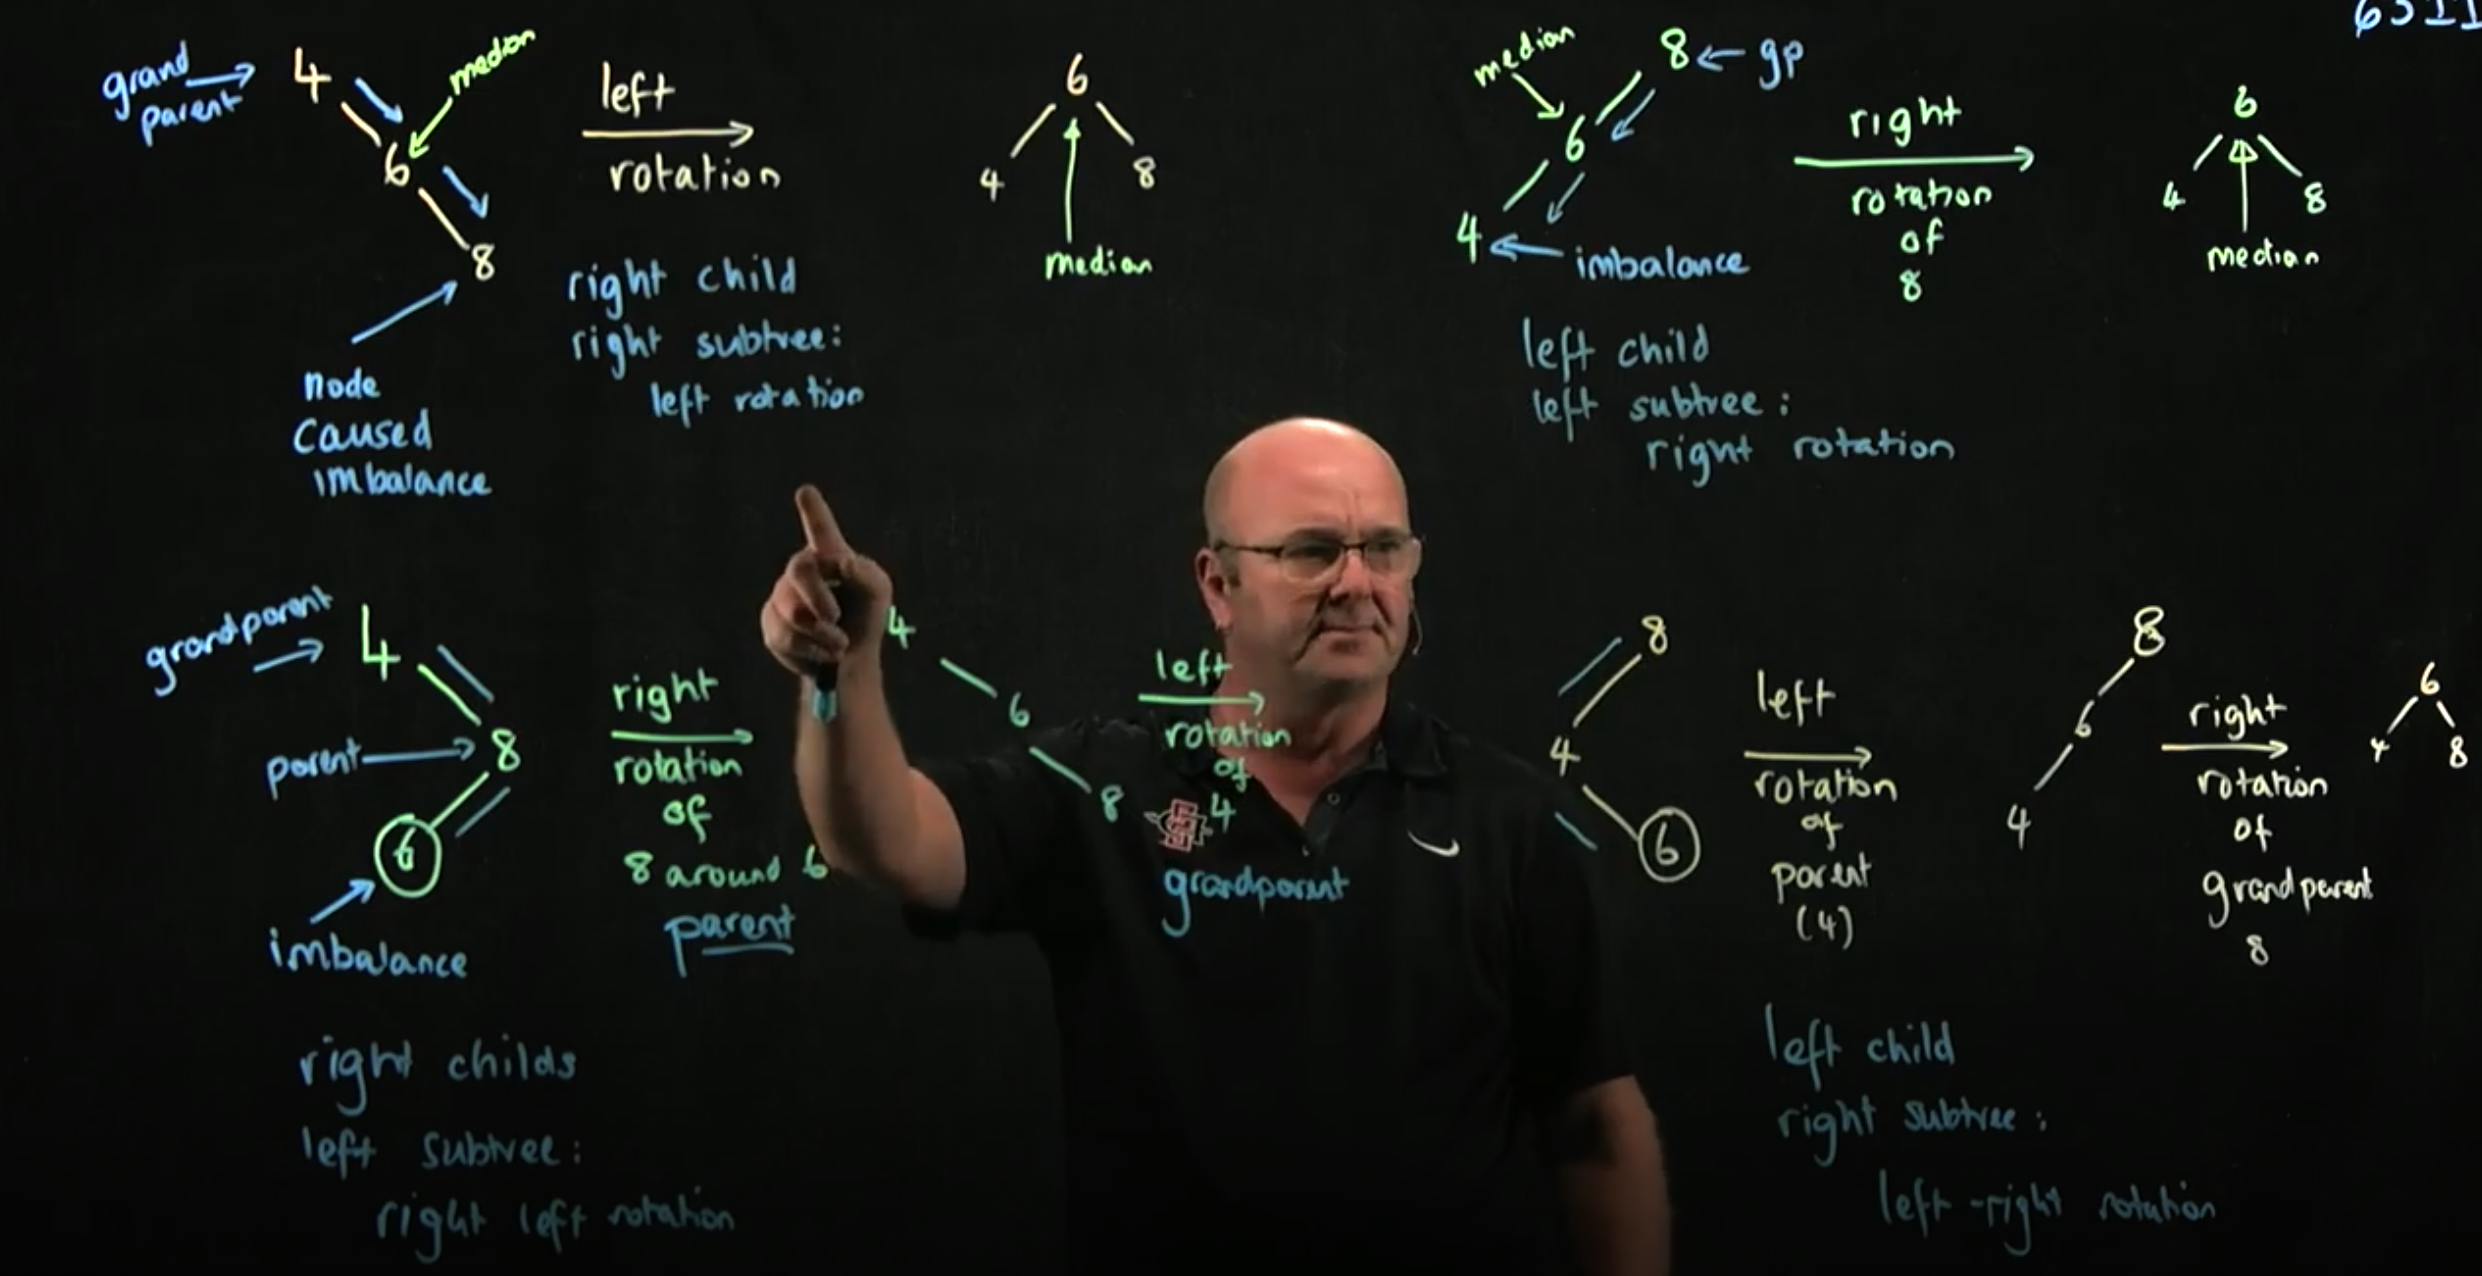 6511
grand
parent
4
median
6
8
node
caused
imbalance
left
rotation
right child
right subtree:
left rotation
6
4 8
median
median
8 gp
6
4
imbalance
right
rotation
of
8
left child
left subtree:
right rotation
6
4 8
median
grandparent
4
parent
8
6
imbalance
right
rotation
of
8 around 6
parent
4
6
8
left
rotation
of
4
grandparent
right childs
left subtree:
right left rotation
8
4
6
left
rotation
of
parent
(4)
8
6
4
right
rotation
of
grandparent
8
6
4 8
left child
right subtree:
left-right rotation